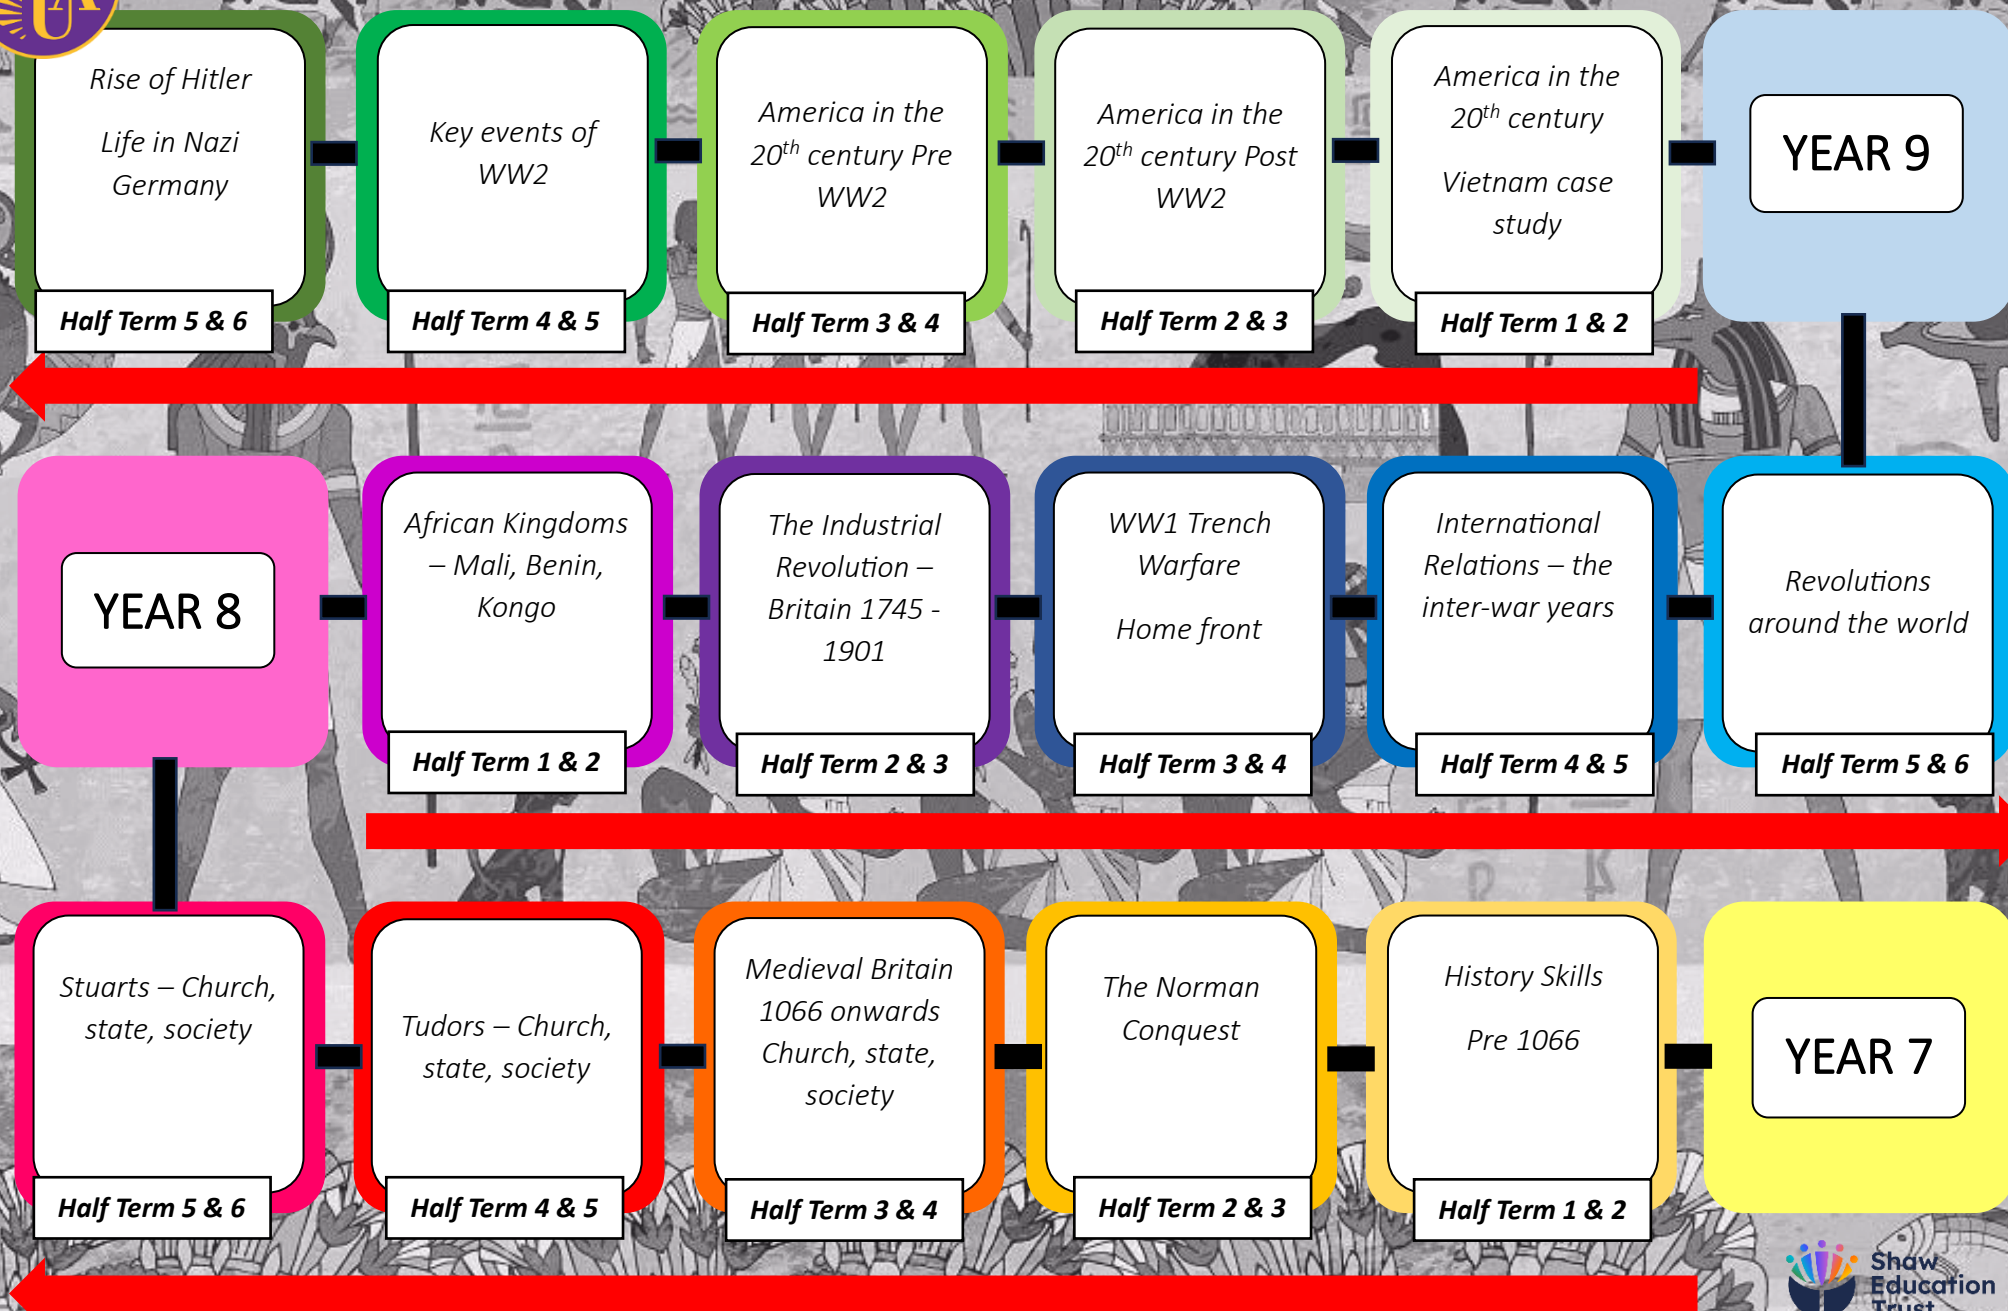 UA
Rise of Hitler
Life in Nazi
Germany
Half Term 5 & 6
Key events of
WW2
Half Term 4 & 5
America in the
20th century Pre
WW2
Half Term 3 & 4
America in the
20th century Post
WW2
Half Term 2 & 3
America in the
20th century
Vietnam case
study
Half Term 1 & 2
YEAR 9
YEAR 8
African Kingdoms
– Mali, Benin,
Kongo
Half Term 1 & 2
The Industrial
Revolution –
Britain 1745 -
1901
Half Term 2 & 3
WW1 Trench
Warfare
Home front
Half Term 3 & 4
International
Relations – the
inter-war years
Half Term 4 & 5
Revolutions
around the world
Half Term 5 & 6
Stuarts – Church,
state, society
Half Term 5 & 6
Tudors – Church,
state, society
Half Term 4 & 5
Medieval Britain
1066 onwards
Church, state,
society
Half Term 3 & 4
The Norman
Conquest
Half Term 2 & 3
History Skills
Pre 1066
Half Term 1 & 2
YEAR 7
Shaw
Education
Trust